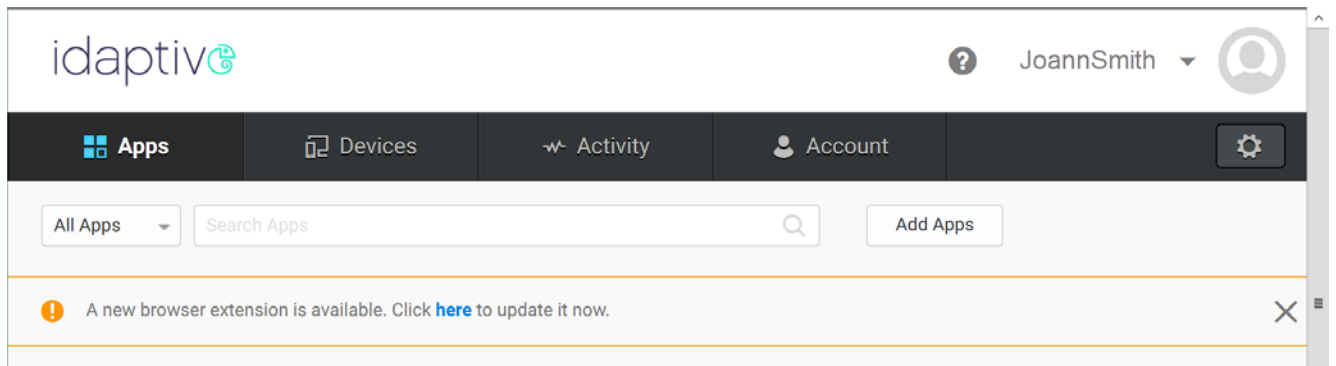 idaptive
? JoannSmith
Apps Devices Activity Account
All Apps Search Apps Add Apps
! A new browser extension is available. Click here to update it now.